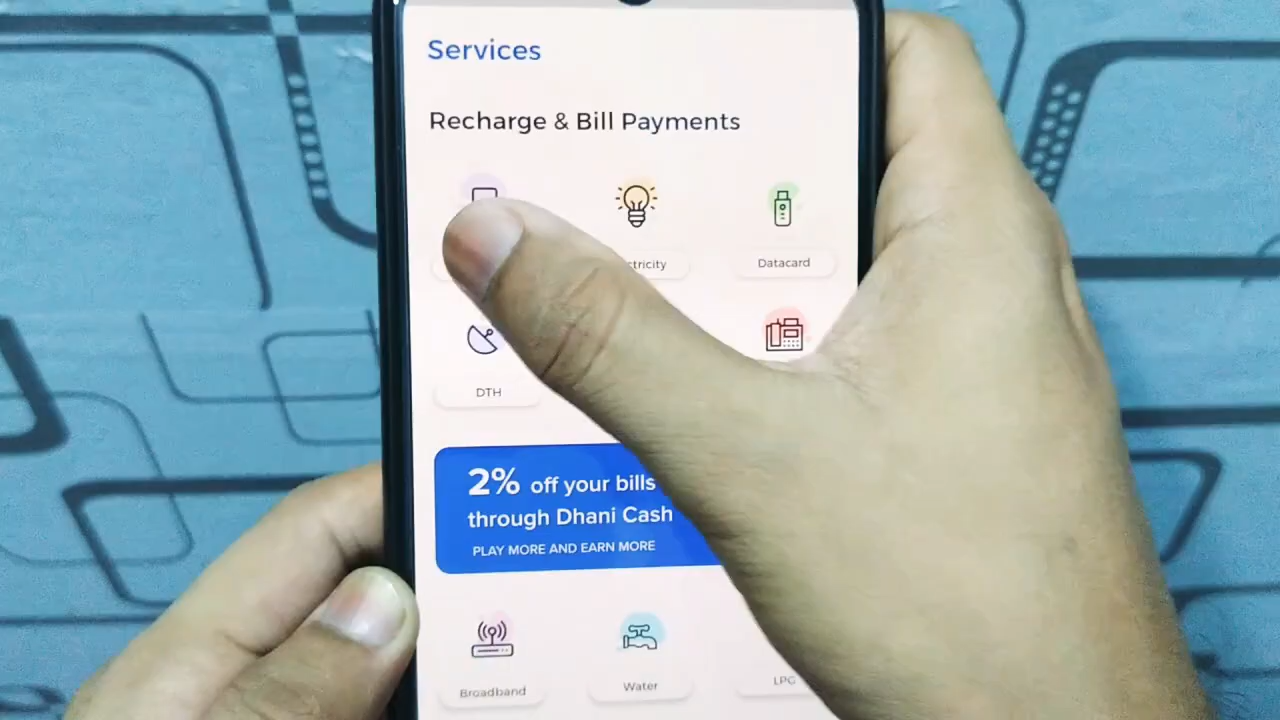 Services
Recharge & Bill Payments
tricity
Datacard
DTH
2% off your bills
through Dhani Cash
PLAY MORE AND EARN MORE
Broadband
Water
LPG